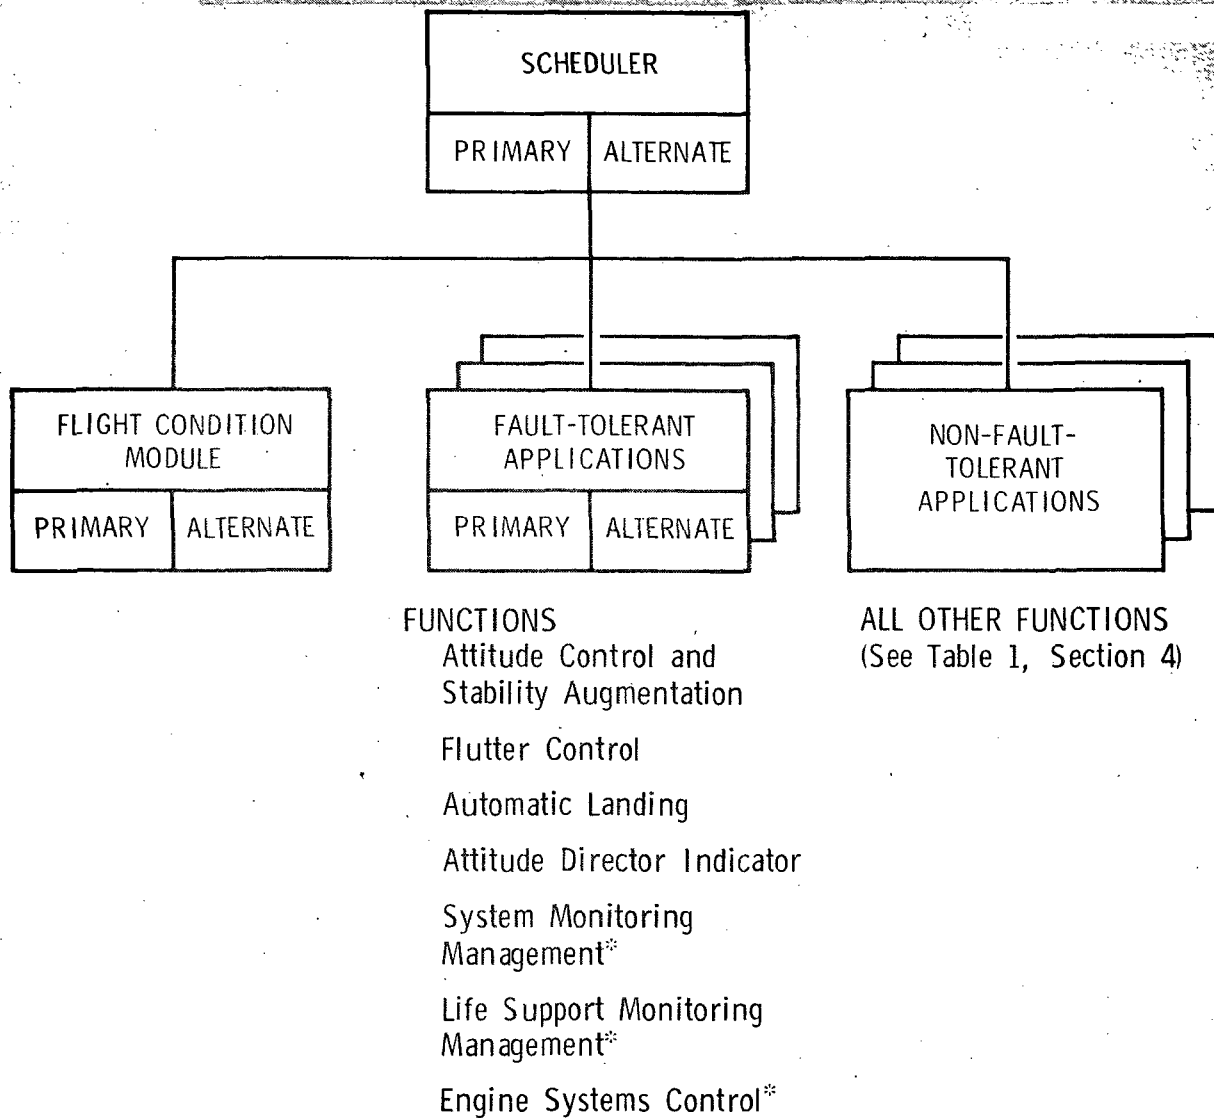 SCHEDULER
PRIMARY
ALTERNATE
FLIGHT CONDITION
MODULE
PRIMARY
ALTERNATE
FAULT-TOLERANT
APPLICATIONS
PRIMARY
ALTERNATE
NON-FAULT-
TOLERANT
APPLICATIONS
FUNCTIONS
Attitude Control and
Stability Augmentation
Flutter Control
Automatic Landing
Attitude Director Indicator
System Monitoring
Management*
Life Support Monitoring
Management*
Engine Systems Control*
ALL OTHER FUNCTIONS
(See Table 1, Section 4)